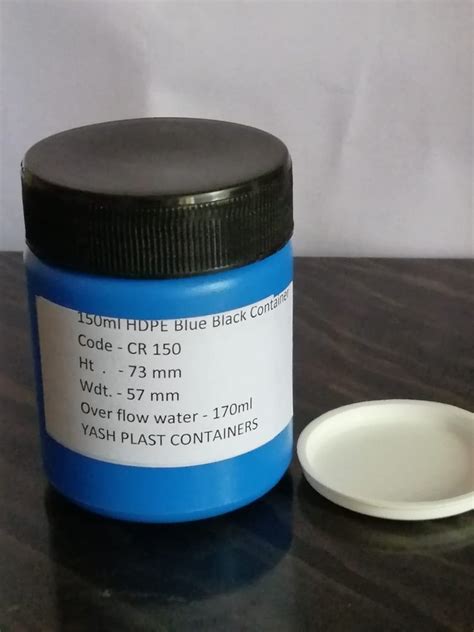 150ml HDPE Blue Black Container
Code - CR 150
Ht . - 73 mm
Wdt. - 57 mm
Over flow water - 170ml
YASH PLAST CONTAINERS